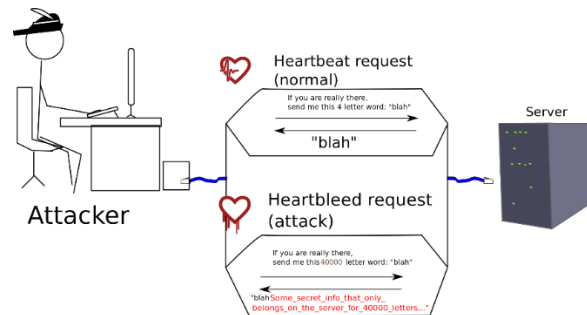 Heartbeat request
(normal)
If you are really there,
send me this 4 letter word: "blah"
"blah"
Server
Attacker
Heartbleed request
(attack)
If you are really there,
send me this 40000 letter word: "blah"
"blahSome_secret_info_that_only_
belongs_on_the_server_for_40000_letters..."